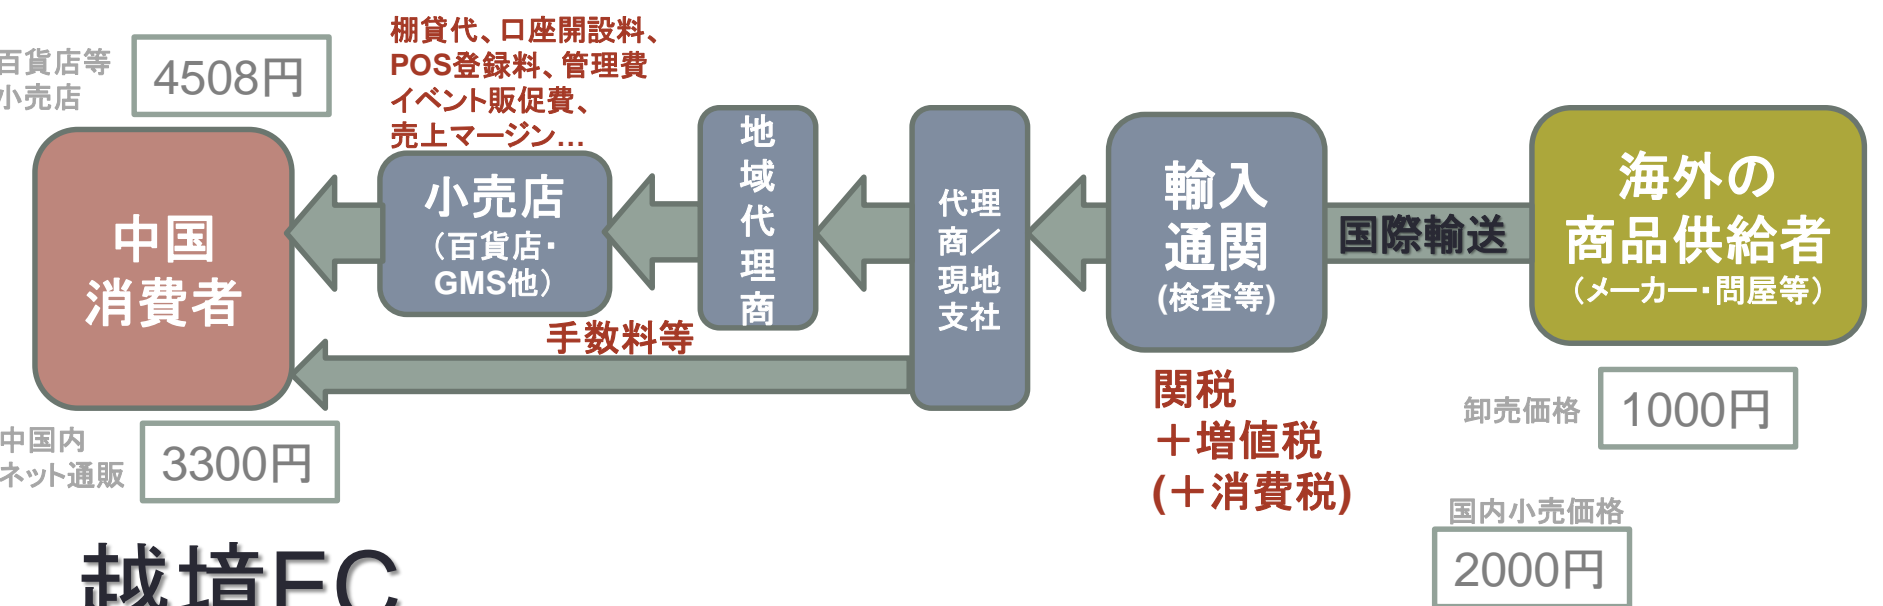 百貨店等
小売店
4508円
棚貸代、口座開設料、
POS登録料、管理費
イベント販促費、
売上マージン…
中国
消費者
小売店
（百貨店・
GMS他）
地
域
代
理
商
代理
商／
現地
支社
輸入
通関
(検査等)
国際輸送
海外の
商品供給者
（メーカー・問屋等）
手数料等
関税
＋増値税
(＋消費税)
卸売価格
1000円
中国内
ネット通販
3300円
国内小売価格
2000円
越境EC